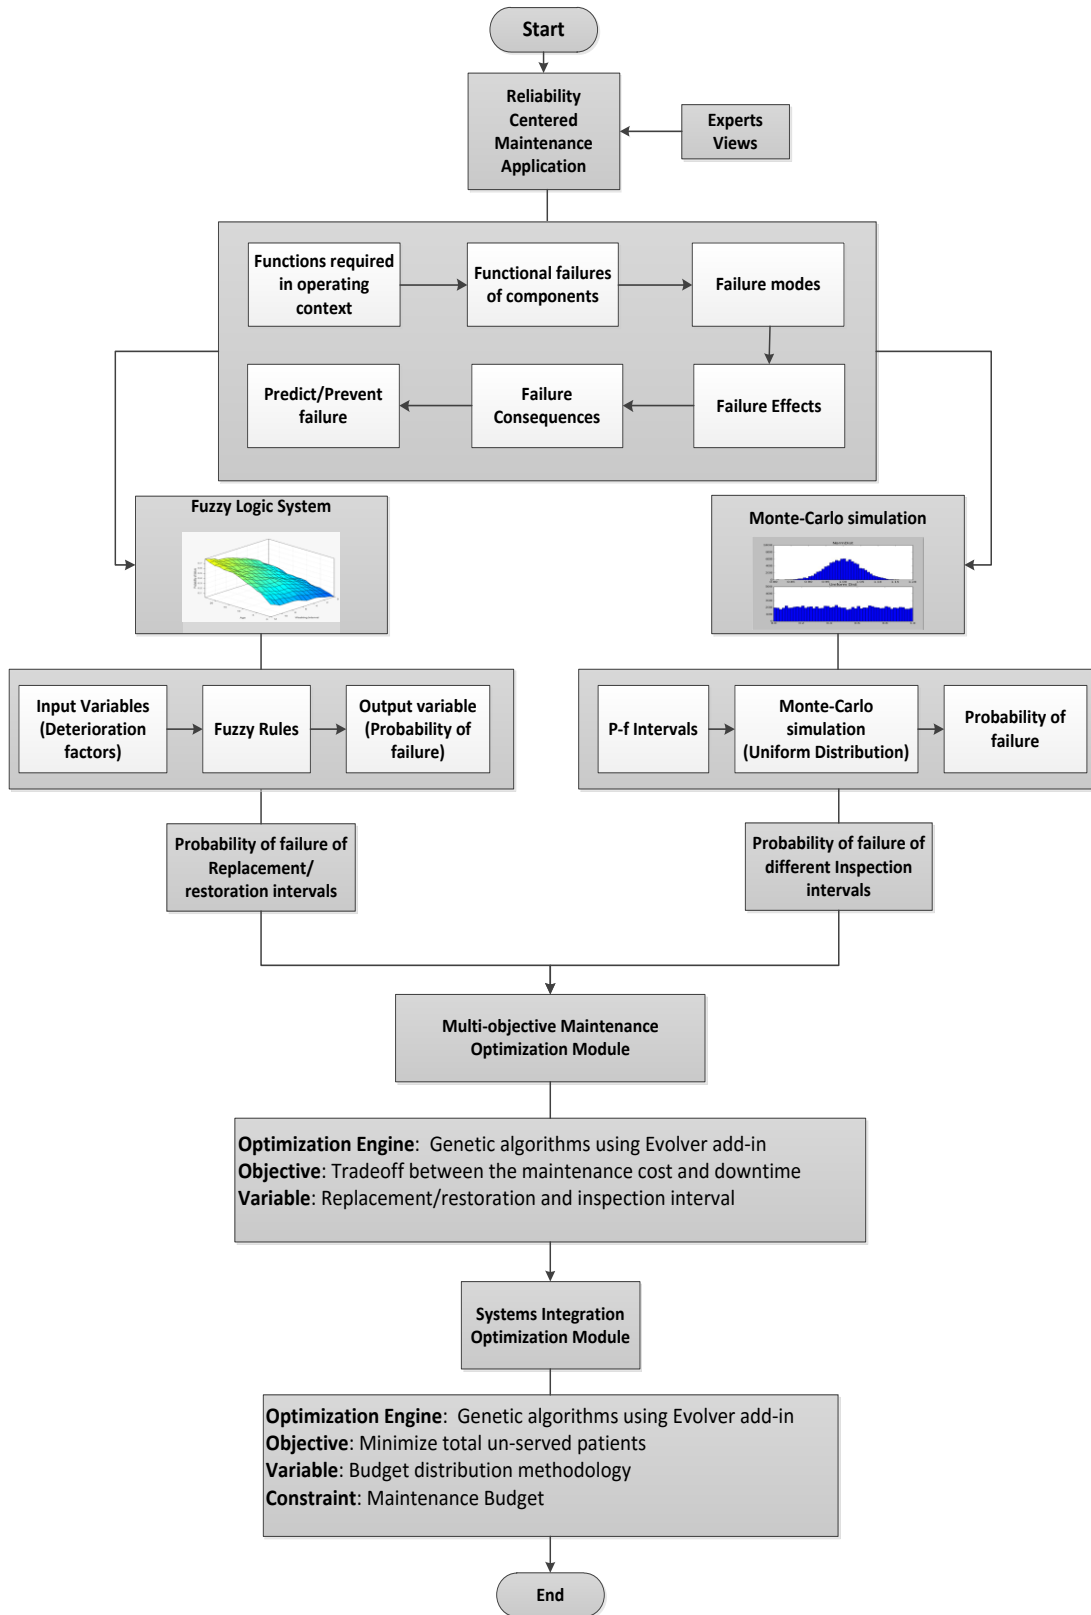 Start
Reliability
Centered
Maintenance
Application
Experts
Views
Functions required
in operating
context
Functional failures
of components
Failure modes
Predict/Prevent
failure
Failure
Consequences
Failure Effects
Fuzzy Logic System
Monte-Carlo simulation
Input Variables
(Deterioration
factors)
Fuzzy Rules
Output variable
(Probability of
failure)
P-f Intervals
Monte-Carlo
simulation
(Uniform Distribution)
Probability of
failure
Probability of failure of
Replacement/
restoration intervals
Probability of failure of
different Inspection
intervals
Multi-objective Maintenance
Optimization Module
Optimization Engine:  Genetic algorithms using Evolver add-in
Objective: Tradeoff between the maintenance cost and downtime
Variable: Replacement/restoration and inspection interval
Systems Integration
Optimization Module
Optimization Engine:  Genetic algorithms using Evolver add-in
Objective: Minimize total un-served patients
Variable: Budget distribution methodology
Constraint: Maintenance Budget
End